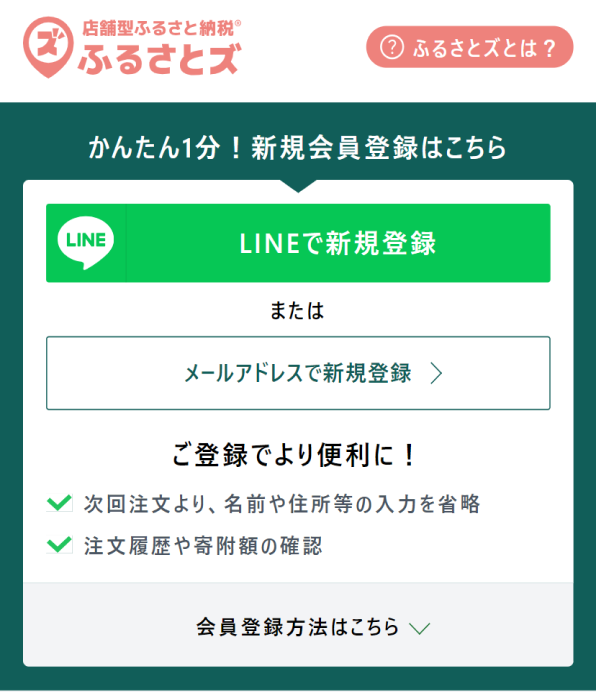 店舗型ふるさと納税®
ズ
ふるさとズ
? ふるさとズとは?
かんたん1分!新規会員登録はこちら
LINE
LINEで新規登録
または
メールアドレスで新規登録
ご登録でより便利に!
次回注文より、名前や住所等の入力を省略
注文履歴や寄附額の確認
会員登録方法はこちら